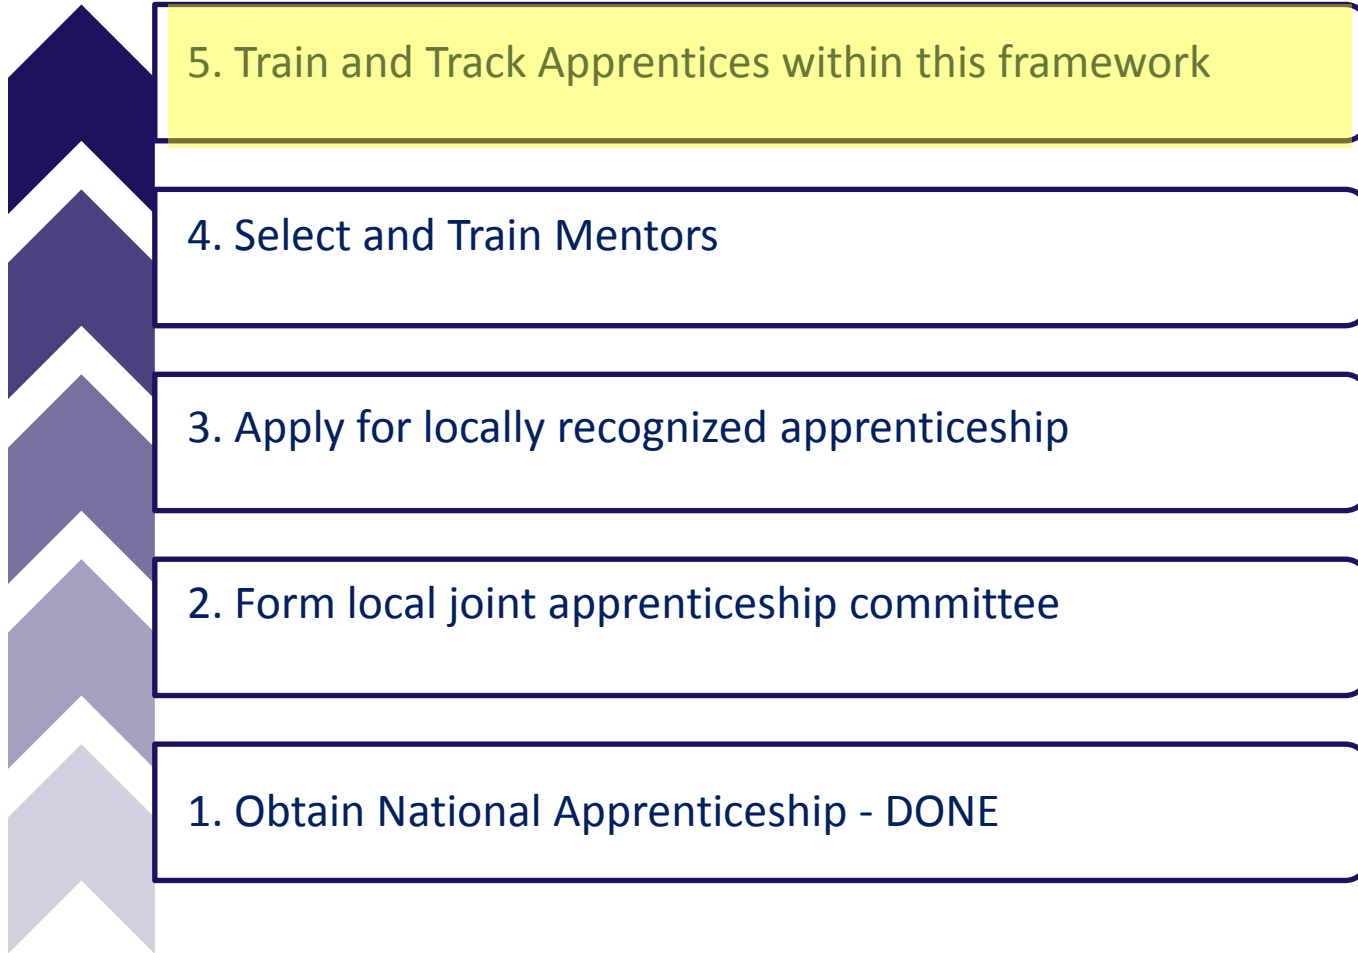 5. Train and Track Apprentices within this framework
4. Select and Train Mentors
3. Apply for locally recognized apprenticeship
2. Form local joint apprenticeship committee
1. Obtain National Apprenticeship - DONE